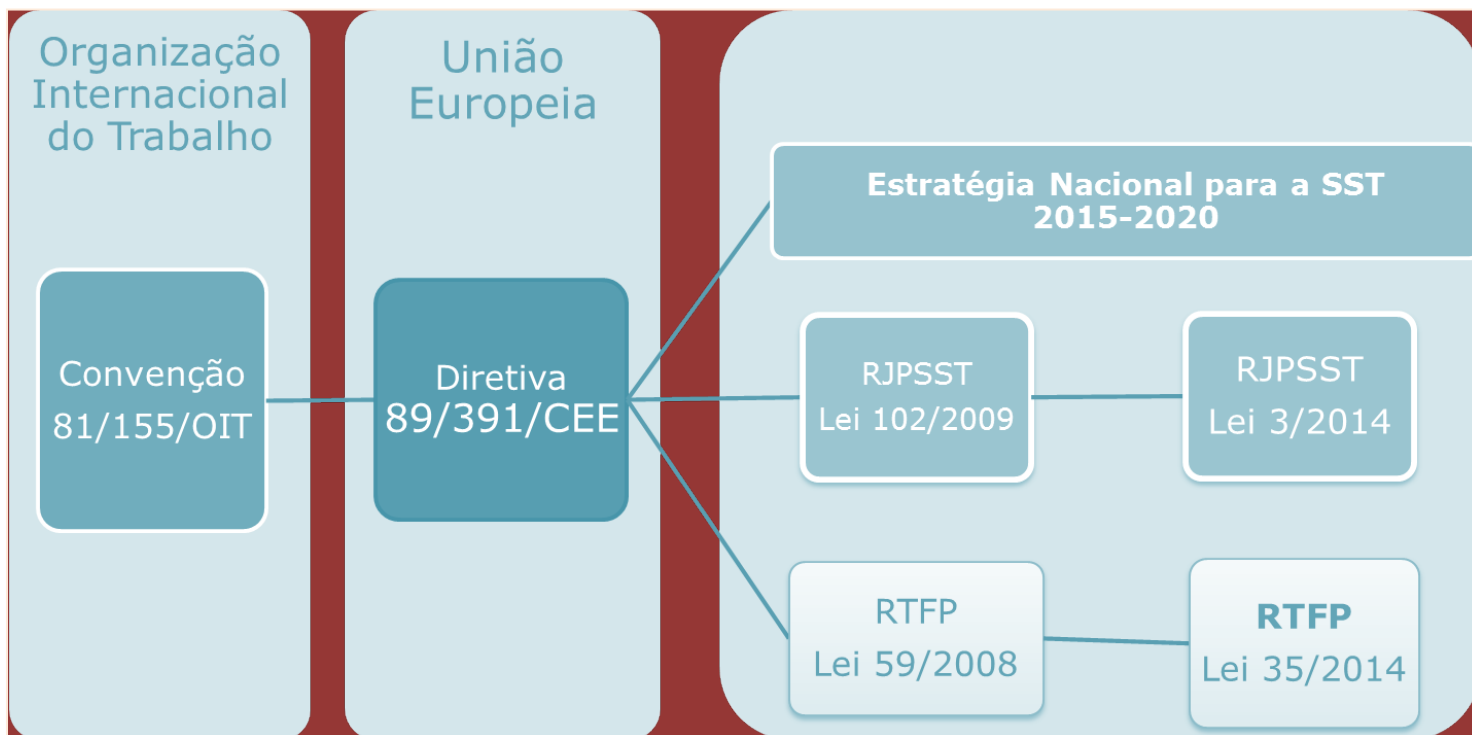 Organização
Internacional
do Trabalho
União
Europeia
Estratégia Nacional para a SST
2015-2020
Convenção
81/155/OIT
Diretiva
89/391/CEE
RJPSST
Lei 102/2009
RJPSST
Lei 3/2014
RTFP
Lei 59/2008
RTFP
Lei 35/2014